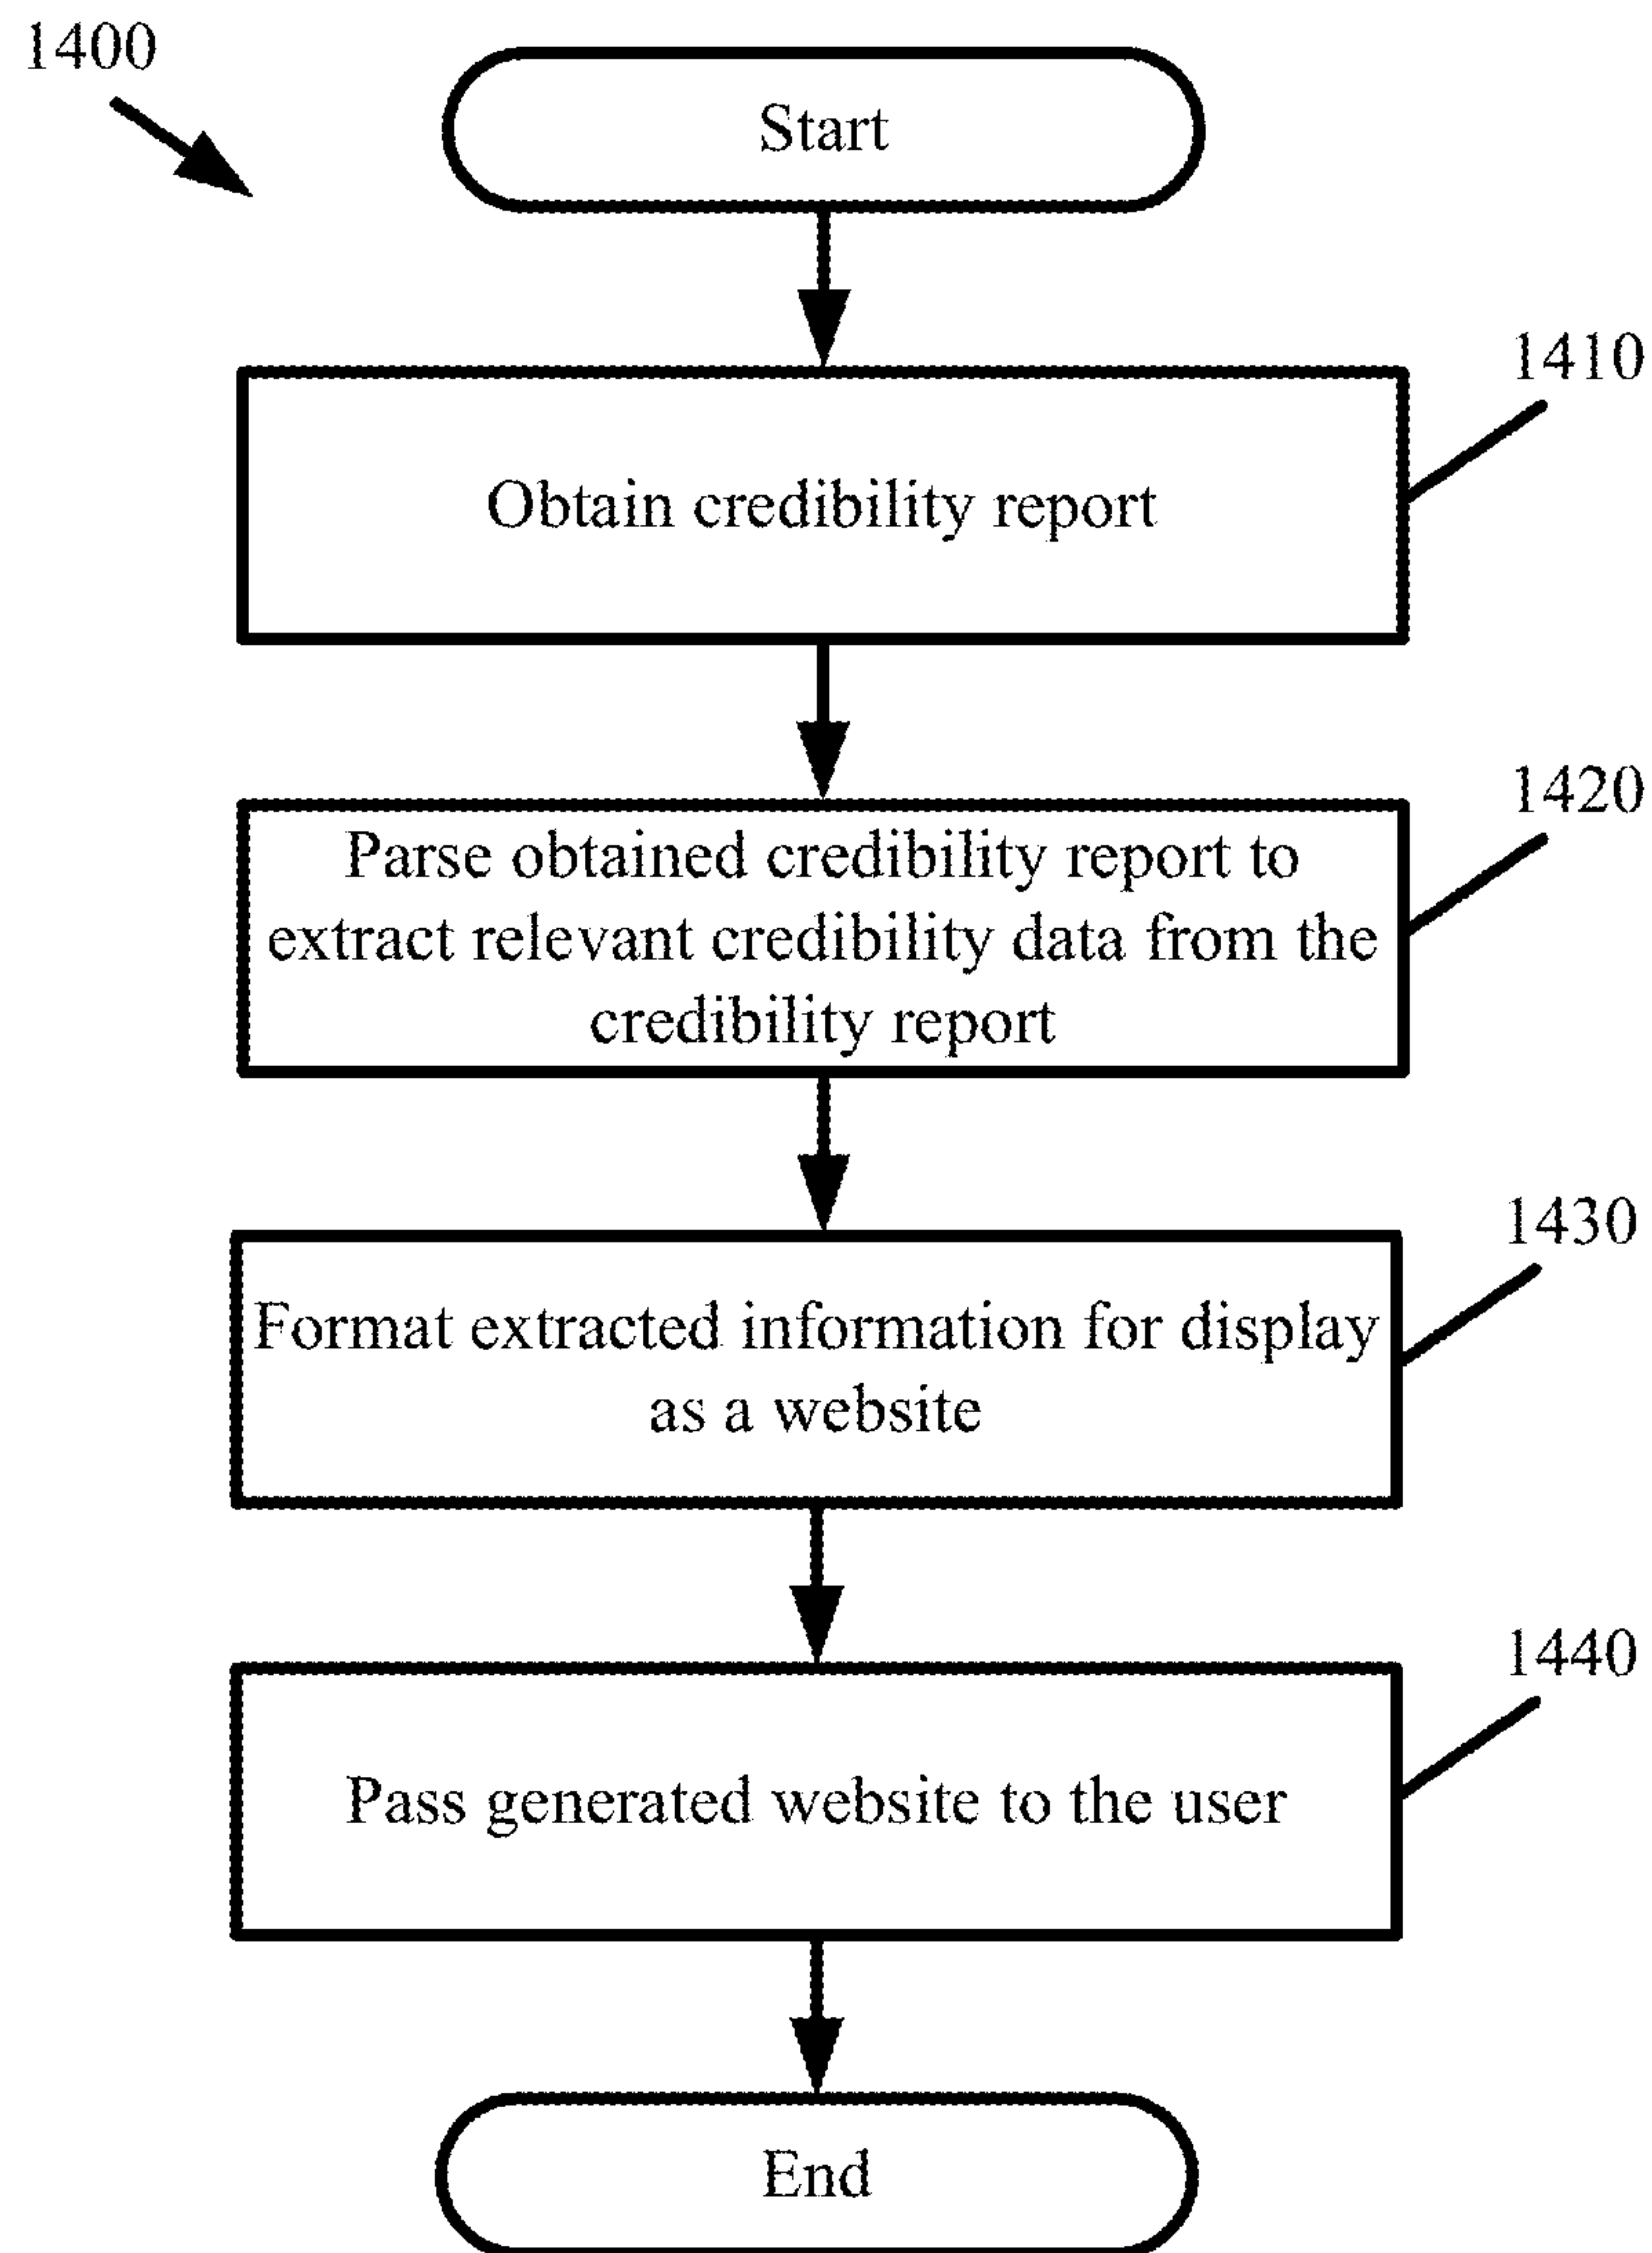 1400
Start
1410
Obtain credibility report
1420
Parse obtained credibility report to
extract relevant credibility data from the
credibility report
1430
Format extracted information for display
as a website
1440
Pass generated website to the user
End